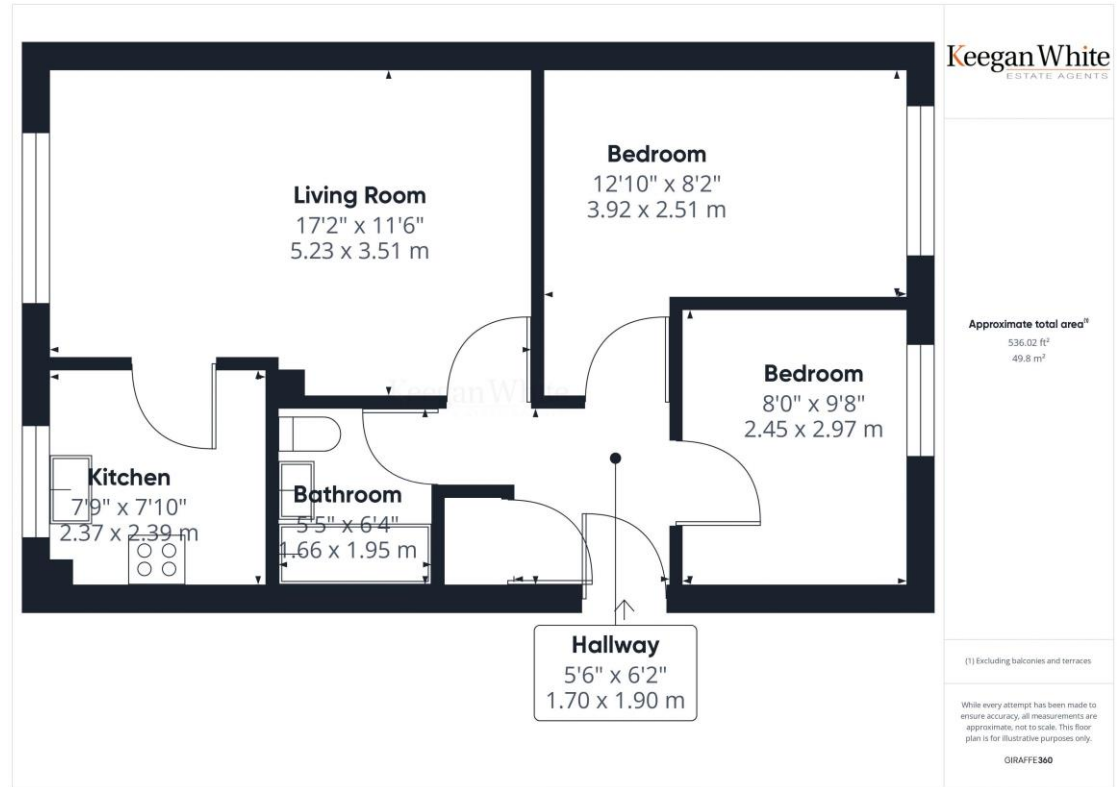 Living Room
17'2" x 11'6"
5.23 x 3.51 m
Bedroom
12'10" x 8'2"
3.92 x 2.51 m
Bedroom
8'0" x 9'8"
2.45 x 2.97 m
Kitchen
7'9" x 7'10"
2.37 x 2.39 m
Bathroom
5'5" x 6'4"
1.66 x 1.95 m
Hallway
5'6" x 6'2"
1.70 x 1.90 m
Keegan White
Keegan White
ESTATE AGENTS
Approximate total area(1)
536.02 ft²
49.8 m²
(1) Excluding balconies and terraces
While every attempt has been made to
ensure accuracy, all measurements are
approximate, not to scale. This floor
plan is for illustrative purposes only.
GIRAFFE360